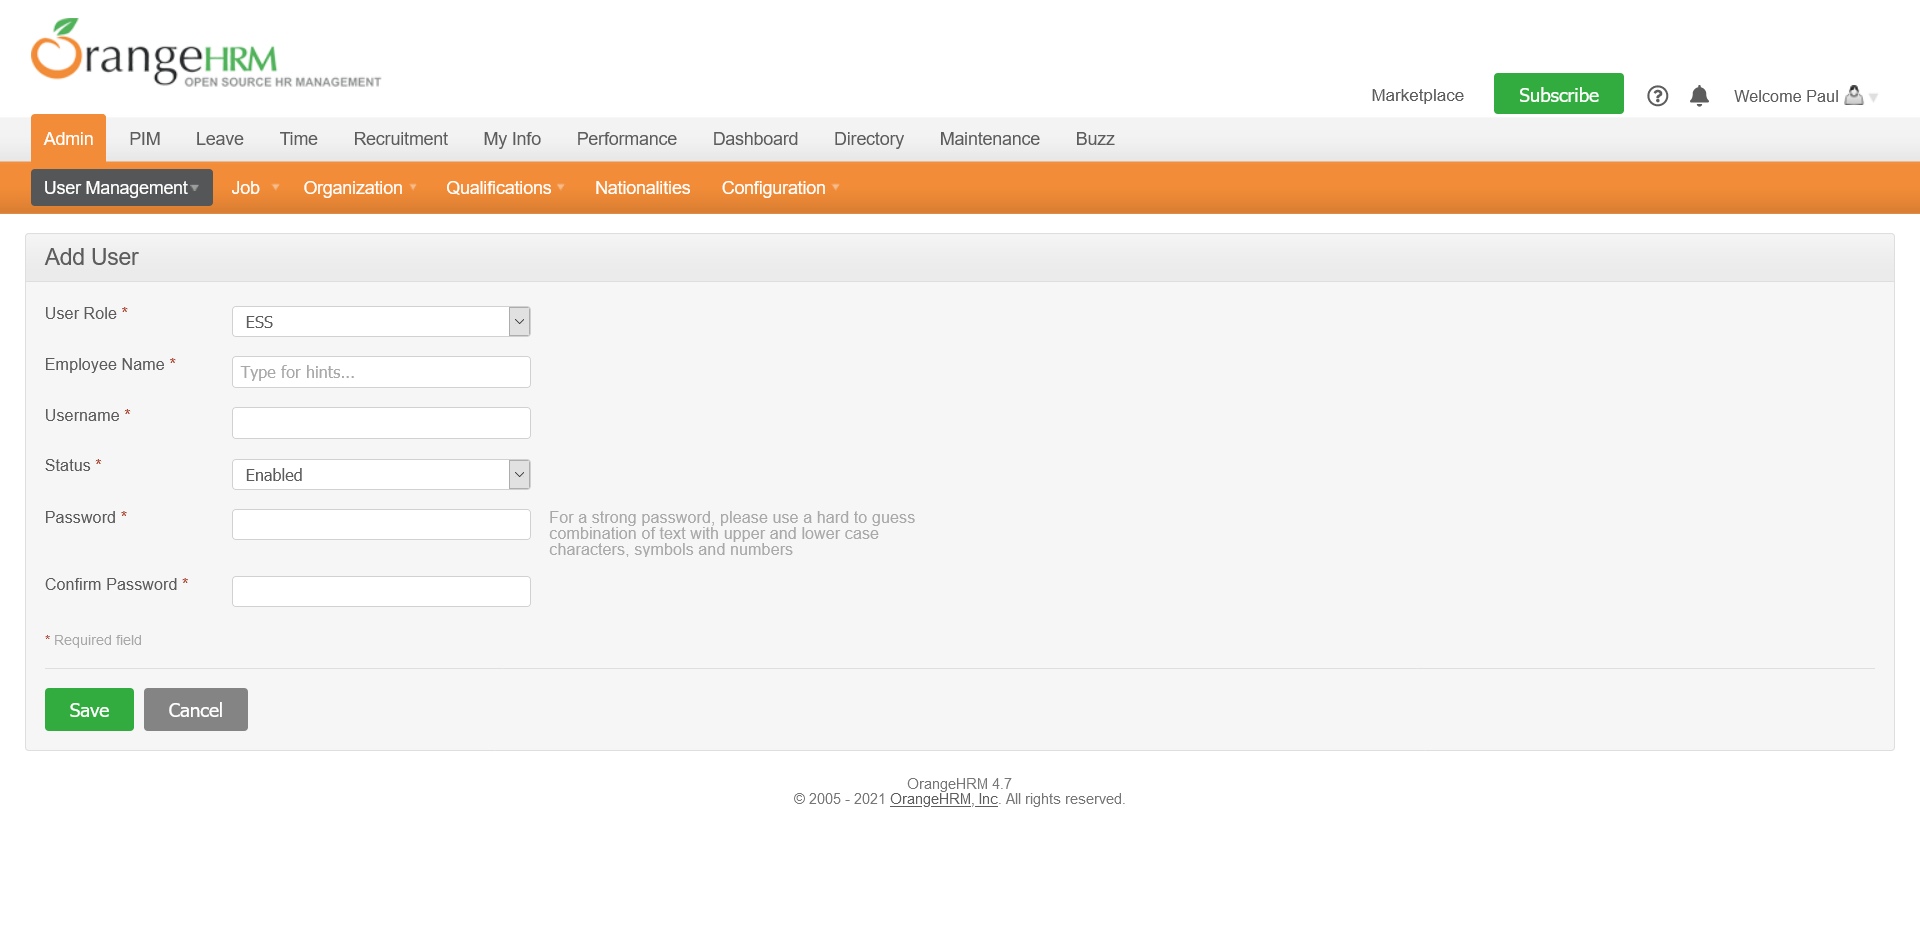 OrangeHRM
OPEN SOURCE HR MANAGEMENT
Marketplace
Subscribe
Welcome Paul
Admin PIM Leave Time Recruitment My Info Performance Dashboard Directory Maintenance Buzz
User Management Job Organization Qualifications Nationalities Configuration
Add User
User Role *
ESS
Employee Name *
Type for hints...
Username *
Status *
Enabled
Password *
For a strong password, please use a hard to guess
combination of text with upper and lower case
characters, symbols and numbers
Confirm Password *
* Required field
Save
Cancel
OrangeHRM 4.7
© 2005 - 2021 OrangeHRM, Inc. All rights reserved.